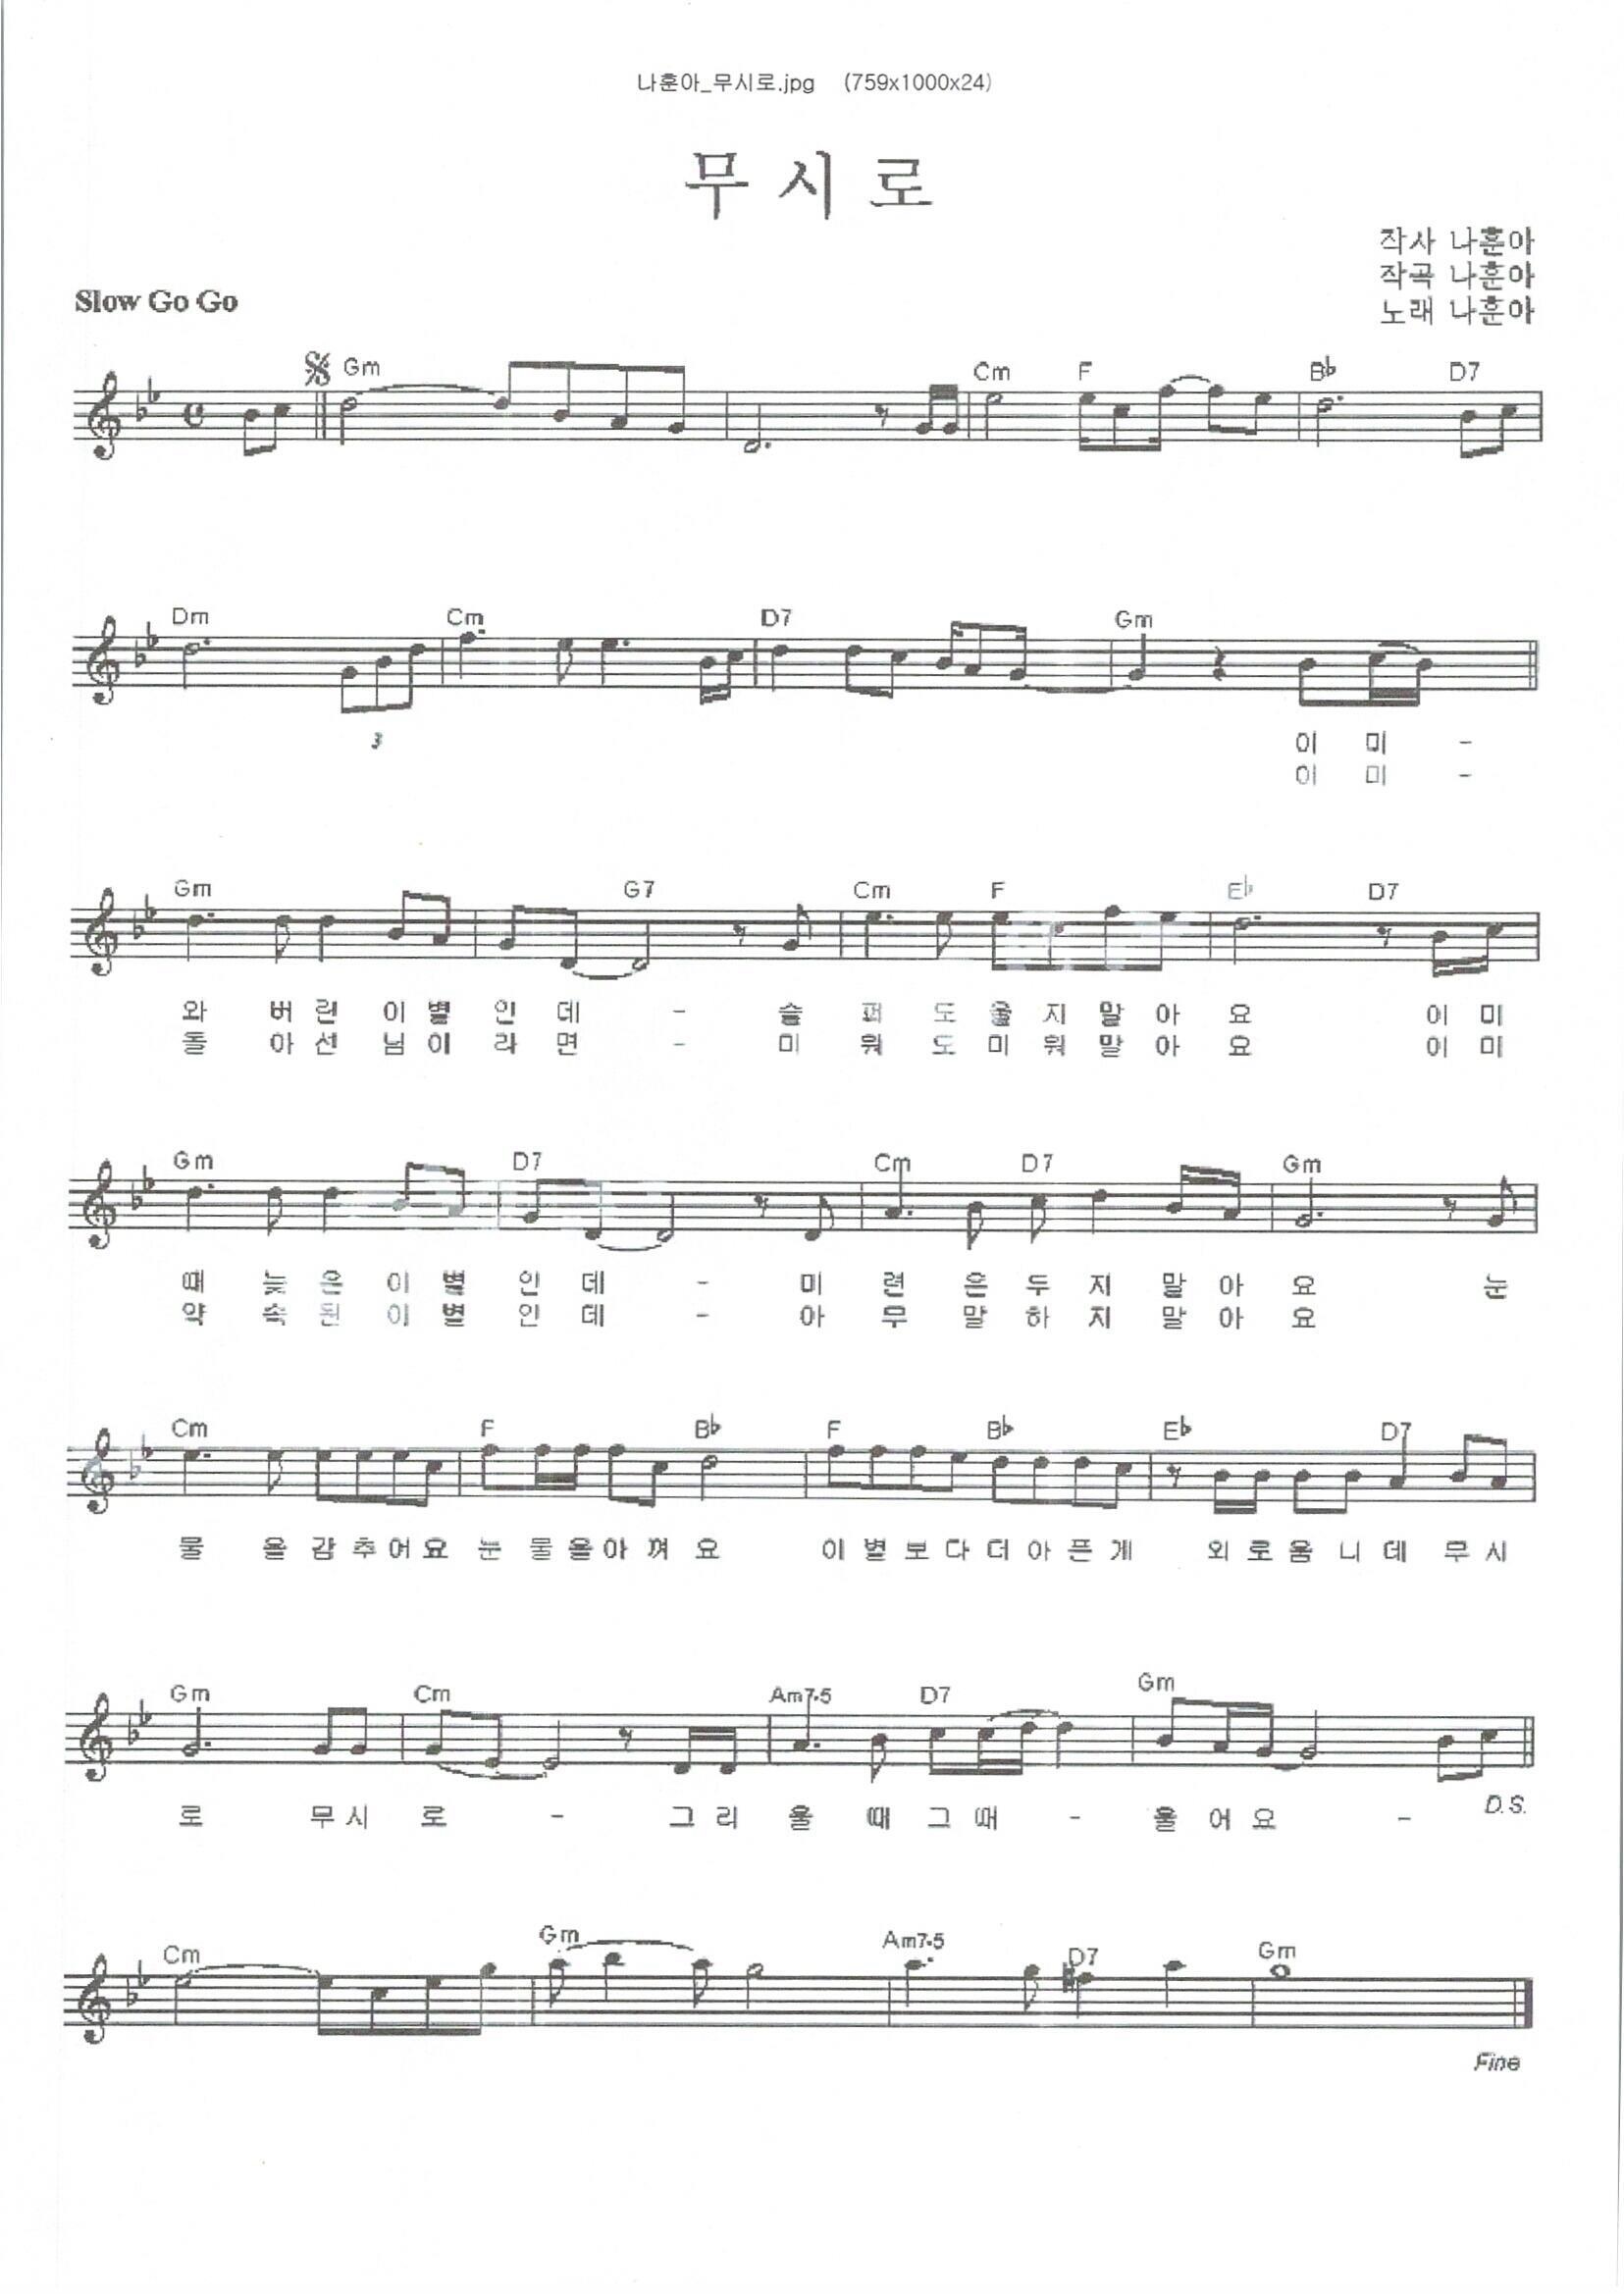 나훈아_무시로.jpg (759x1000x24)
무 시 로
작사 나훈아
작곡 나훈아
노래 나훈아
Slow Go Go
Gm Cm F B♭ D7
Dm Cm D7 Gm
3
이 미 -
이 미 -
Gm G7 Cm F E♭ D7
와 버 린 이 별 인 데 - 슬 퍼 도 울 지 말 아 요 이 미
돌 아 선 님 이 라 면 - 미 워 도 미 워 말 아 요 이 미
Gm D7 Cm D7 Gm
때 늦 은 이 별 인 데 - 미 련 은 두 지 말 아 요 눈
약 속 된 이 별 인 데 - 아 무 말 하 지 말 아 요
Cm F B♭ F B♭ E♭ D7
물 을 감 추 어 요 눈 물 을 아 껴 요 이 별 보 다 더 아 픈 게 외 로 움 니 데 무 시
Gm Cm Am7-5 D7 Gm
로 무 시 로 - 그 리 울 때 그 때 - 울 어 요 -
D.S.
Cm Gm Am7-5 D7 Gm
Fine